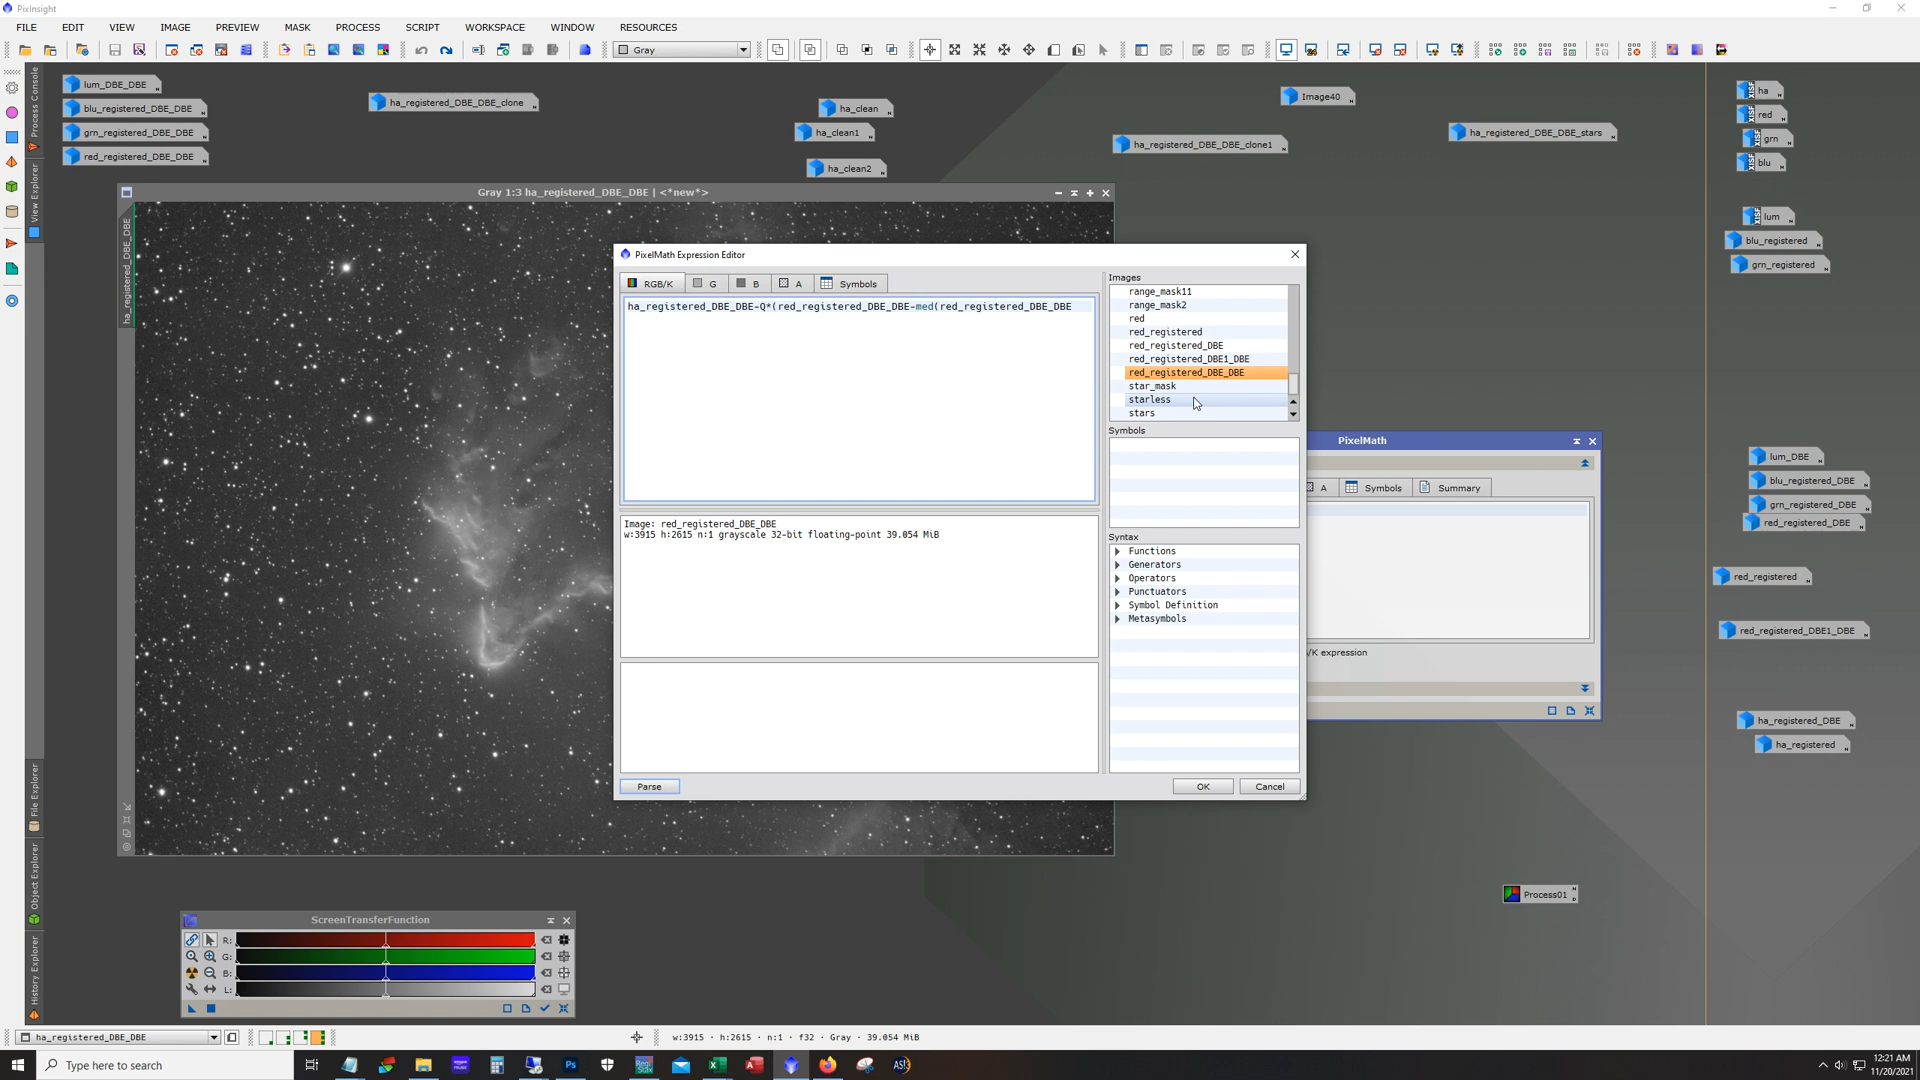 PixInsight
FILE EDIT VIEW IMAGE PREVIEW MASK PROCESS SCRIPT WORKSPACE WINDOW RESOURCES
Gray
Process Console
View Explorer
File Explorer
Object Explorer
History Explorer
lum_DBE_DBE
blu_registered_DBE_DBE
grn_registered_DBE_DBE
red_registered_DBE_DBE
ha_registered_DBE_DBE_clone
ha_clean
ha_clean1
ha_clean2
Image40
ha_registered_DBE_DBE_clone1
ha_registered_DBE_DBE_stars
ha
red
grn
blu
lum
blu_registered
grn_registered
Gray 1:3 ha_registered_DBE_DBE | <*new*>
ha_registered_DBE_DBE
PixelMath Expression Editor
RGB/K G B A Symbols
ha_registered_DBE_DBE-Q*(red_registered_DBE_DBE-med(red_registered_DBE_DBE
Image: red_registered_DBE_DBE
w:3915 h:2615 n:1 grayscale 32-bit floating-point 39.054 MiB
Images
range_mask11
range_mask2
red
red_registered
red_registered_DBE
red_registered_DBE1_DBE
red_registered_DBE_DBE
star_mask
starless
stars
Symbols
Syntax
Functions
Generators
Operators
Punctuators
Symbol Definition
Metasymbols
Parse OK Cancel
PixelMath
A Symbols Summary
/K expression
lum_DBE
blu_registered_DBE
grn_registered_DBE
red_registered_DBE
red_registered
red_registered_DBE1_DBE
ha_registered_DBE
ha_registered
Process01
ScreenTransferFunction
R:
G:
B:
L:
ha_registered_DBE_DBE
w:3915 · h:2615 · n:1 · f32 · Gray · 39.054 MiB
Type here to search
12:21 AM
11/20/2021